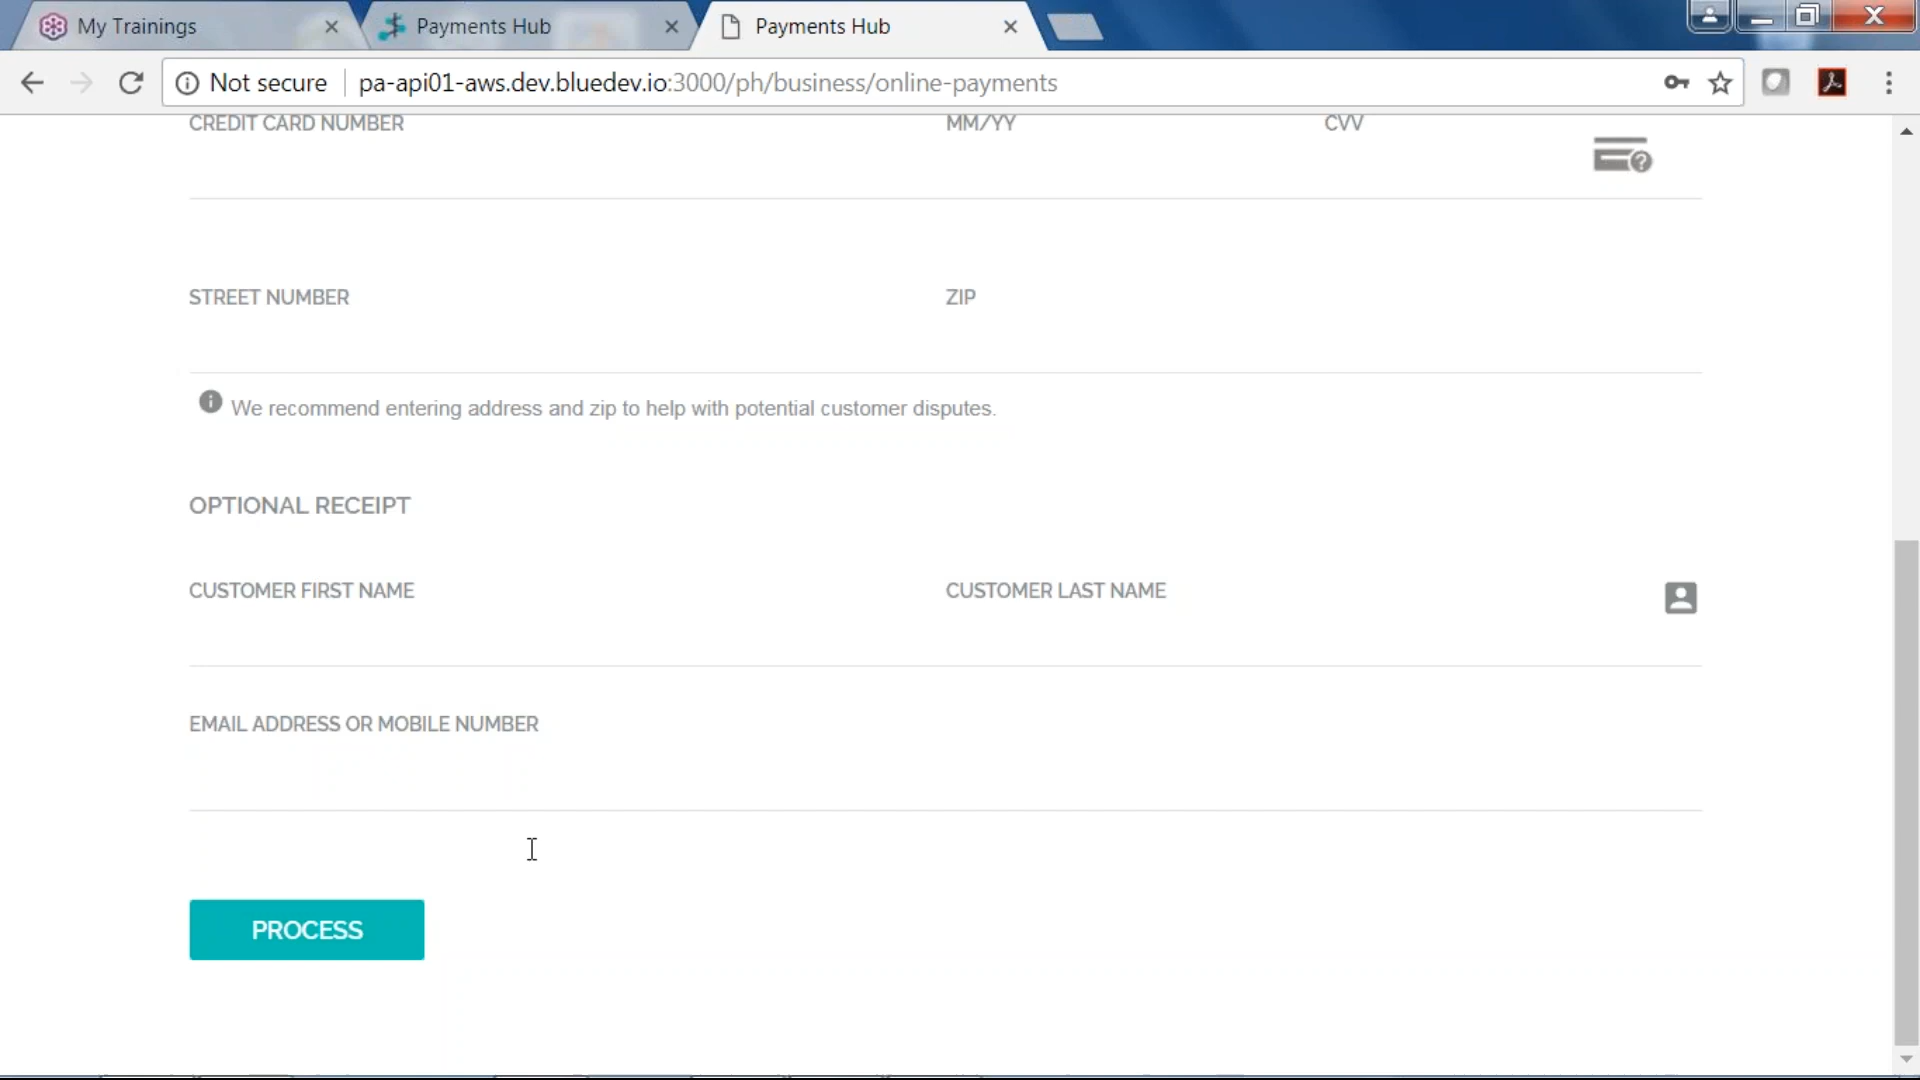 My Trainings
Payments Hub
Payments Hub
Not secure
pa-api01-aws.dev.bluedev.io:3000/ph/business/online-payments
CREDIT CARD NUMBER
MM/YY
CVV
STREET NUMBER
ZIP
We recommend entering address and zip to help with potential customer disputes.
OPTIONAL RECEIPT
CUSTOMER FIRST NAME
CUSTOMER LAST NAME
EMAIL ADDRESS OR MOBILE NUMBER
PROCESS